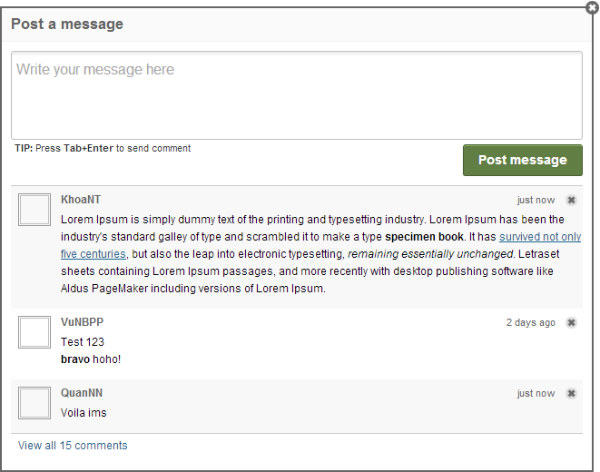 Post a message
Write your message here
TIP: Press Tab+Enter to send comment
Post message
KhoaNT just now
Lorem Ipsum is simply dummy text of the printing and typesetting industry. Lorem Ipsum has been the
industry's standard galley of type and scrambled it to make a type specimen book. It has survived not only
five centuries, but also the leap into electronic typesetting, remaining essentially unchanged. Letraset
sheets containing Lorem Ipsum passages, and more recently with desktop publishing software like
Aldus PageMaker including versions of Lorem Ipsum.
VuNBPP 2 days ago
Test 123
bravo hoho!
QuanNN just now
Voila ims
View all 15 comments